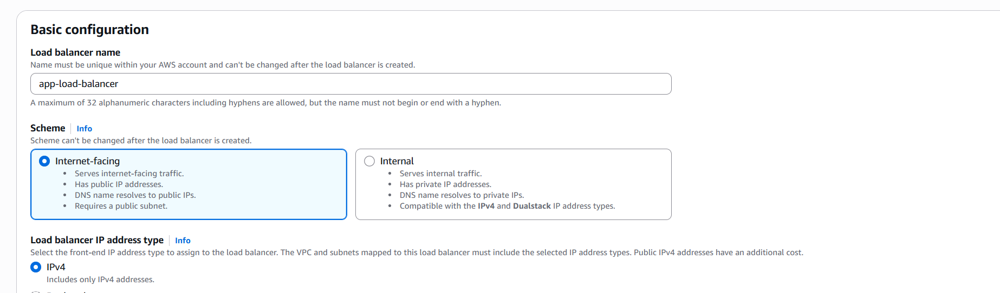 Basic configuration
Load balancer name
Name must be unique within your AWS account and can't be changed after the load balancer is created.
app-load-balancer
A maximum of 32 alphanumeric characters including hyphens are allowed, but the name must not begin or end with a hyphen.
Scheme Info
Scheme can't be changed after the load balancer is created.
Internet-facing
• Serves internet-facing traffic.
• Has public IP addresses.
• DNS name resolves to public IPs.
• Requires a public subnet.
Internal
• Serves internal traffic.
• Has private IP addresses.
• DNS name resolves to private IPs.
• Compatible with the IPv4 and Dualstack IP address types.
Load balancer IP address type Info
Select the front-end IP address type to assign to the load balancer. The VPC and subnets mapped to this load balancer must include the selected IP address types. Public IPv4 addresses have an additional cost.
IPv4
Includes only IPv4 addresses.